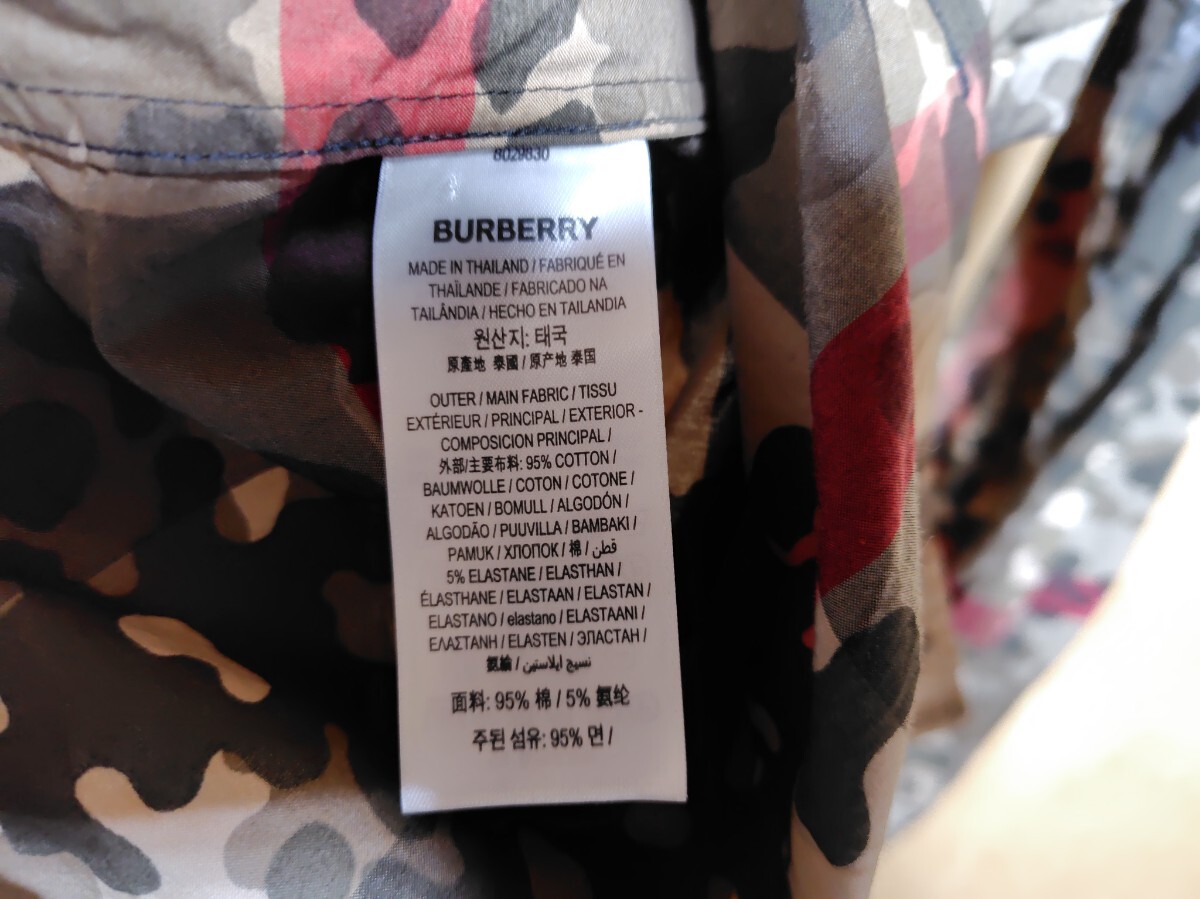 8029830
BURBERRY
MADE IN THAILAND / FABRIQUÉ EN
THAÏLANDE / FABRICADO NA
TAILÂNDIA / HECHO EN TAILANDIA
원산지: 태국
原產地 泰國 / 原产地 泰国
OUTER / MAIN FABRIC / TISSU
EXTÉRIEUR / PRINCIPAL / EXTERIOR -
COMPOSICION PRINCIPAL /
外部/主要布料: 95% COTTON /
BAUMWOLLE / COTON / COTONE /
KATOEN / BOMULL / ALGODÓN /
ALGODÃO / PUUVILLA / BAMBAKI /
PAMUK / ХЛОПОК / 棉 / قطن
5% ELASTANE / ELASTHAN /
ÉLASTHANE / ELASTAAN / ELASTAN /
ELASTANO / elastano / ELASTAANI /
ΕΛΑΣΤΑΝΗ / ELASTEN / ЭЛАСТАН /
氨綸 / نسيج ايلاستين
面料: 95% 棉 / 5% 氨纶
주된 섬유: 95% 면 /